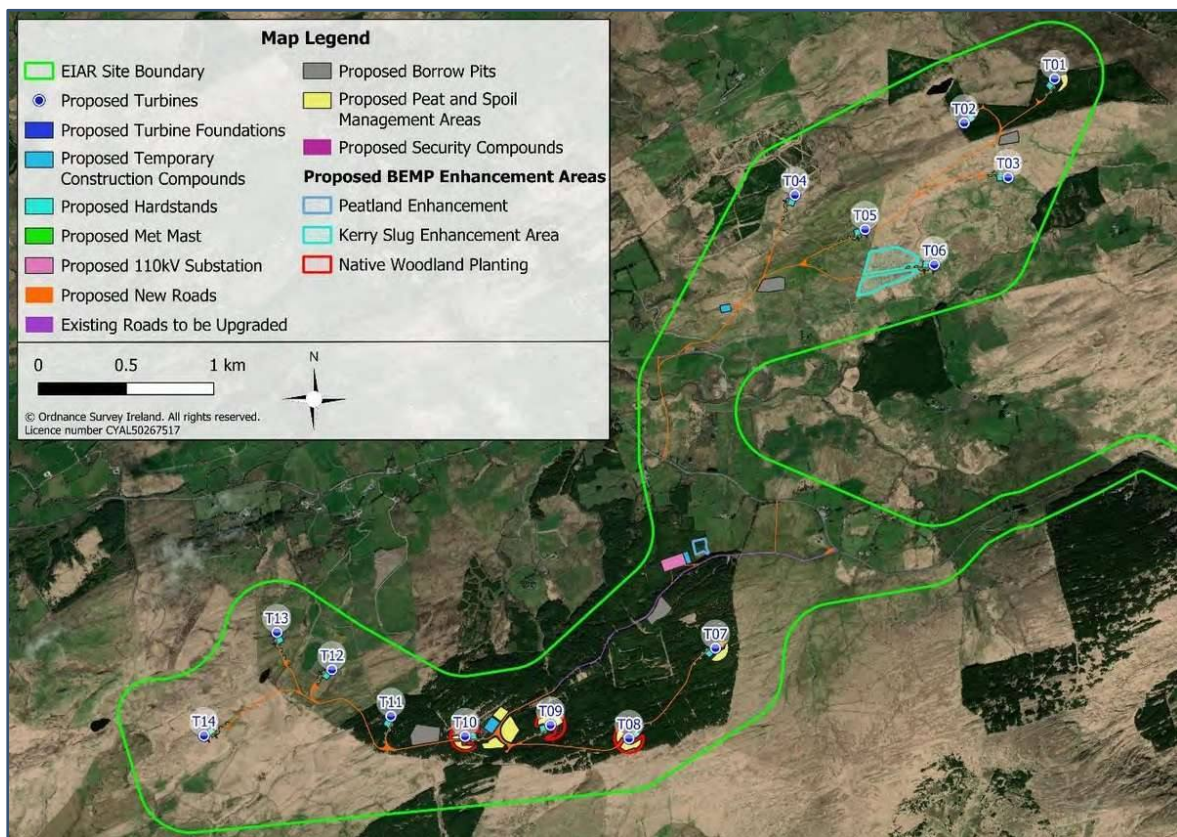 Map Legend
EIAR Site Boundary
Proposed Turbines
Proposed Turbine Foundations
Proposed Temporary
Construction Compounds
Proposed Hardstands
Proposed Met Mast
Proposed 110kV Substation
Proposed New Roads
Existing Roads to be Upgraded
Proposed Borrow Pits
Proposed Peat and Spoil
Management Areas
Proposed Security Compounds
Proposed BEMP Enhancement Areas
Peatland Enhancement
Kerry Slug Enhancement Area
Native Woodland Planting
0 0.5 1 km
N
© Ordnance Survey Ireland. All rights reserved.
Licence number CYAL50267517
T01
T02
T03
T04
T05
T06
T07
T08
T09
T10
T11
T12
T13
T14